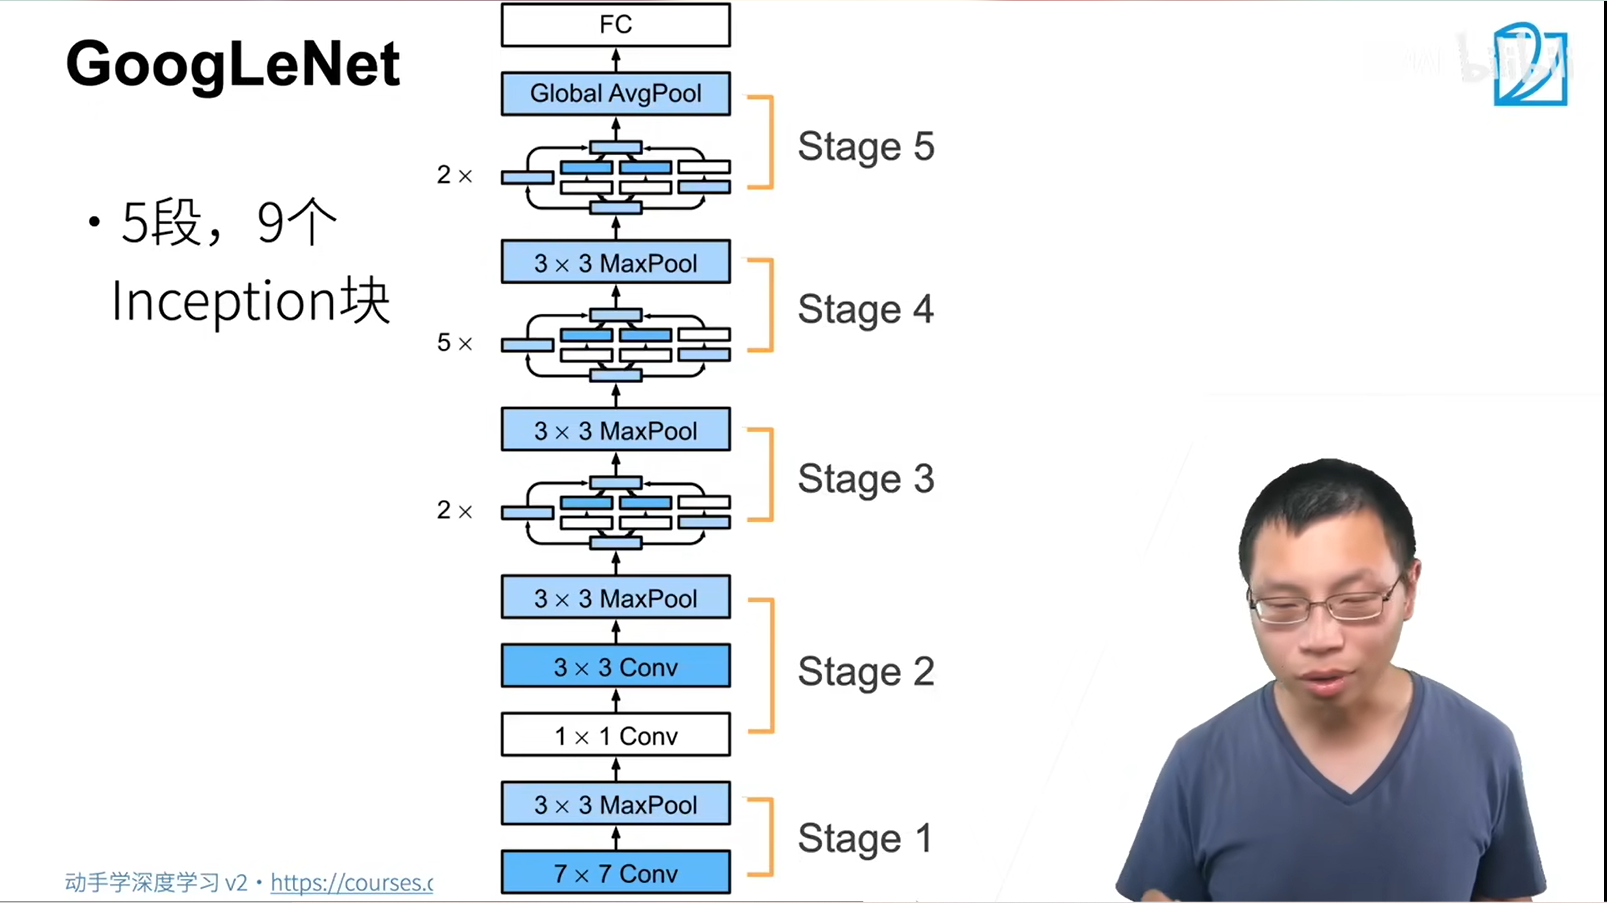 GoogLeNet
• 5段，9个
Inception块
FC
Global AvgPool
Stage 5
2 ×
3 × 3 MaxPool
Stage 4
5 ×
3 × 3 MaxPool
Stage 3
2 ×
3 × 3 MaxPool
3 × 3 Conv
Stage 2
1 × 1 Conv
3 × 3 MaxPool
Stage 1
7 × 7 Conv
动手学深度学习 v2 • https://courses.c